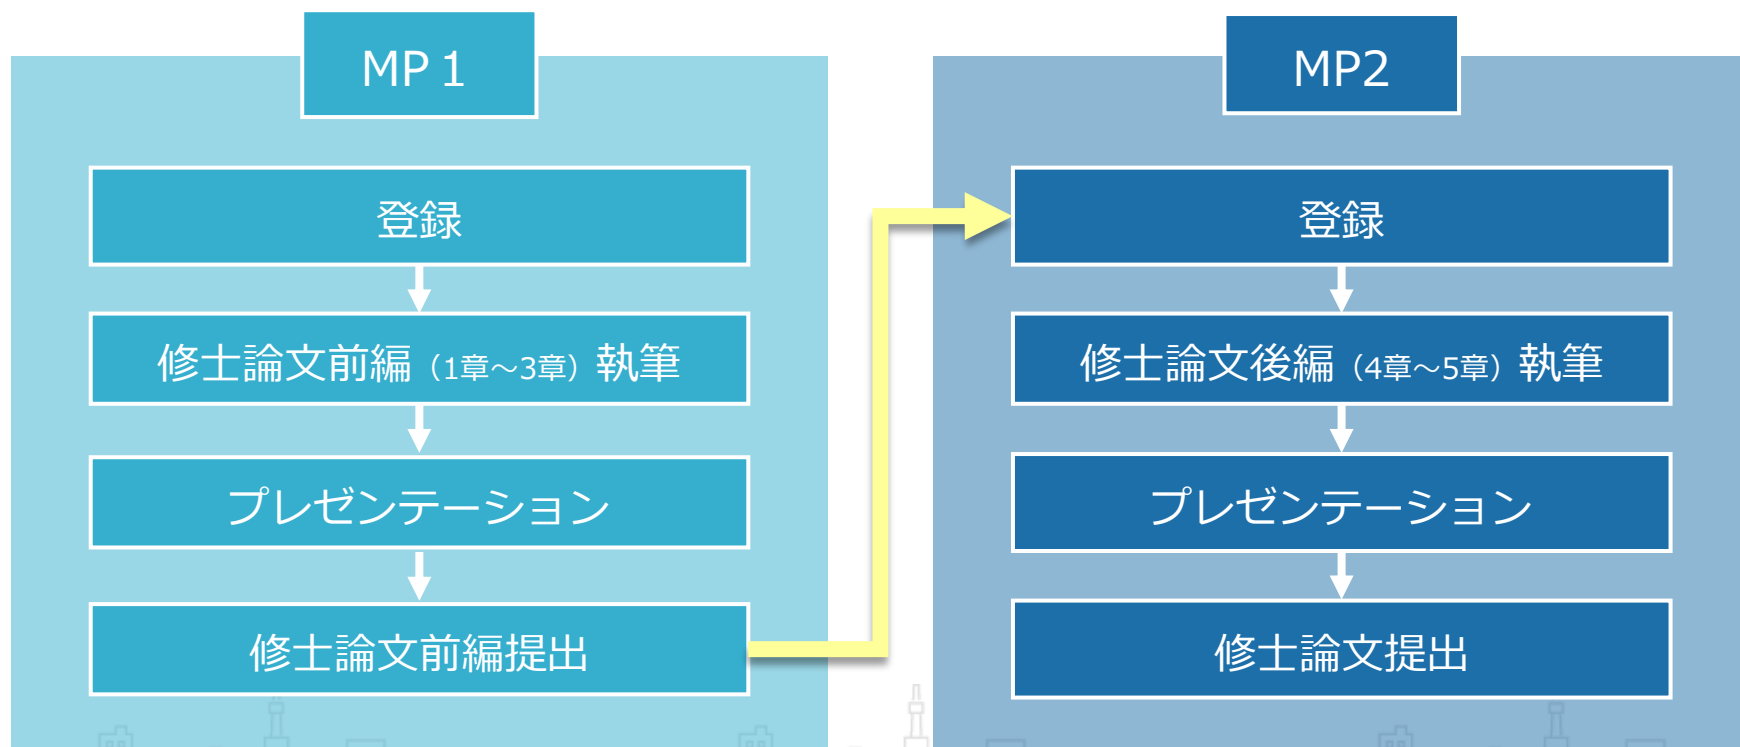 MP１
登録
修士論文前編（1章～3章）執筆
プレゼンテーション
修士論文前編提出
MP2
登録
修士論文後編（4章～5章）執筆
プレゼンテーション
修士論文提出